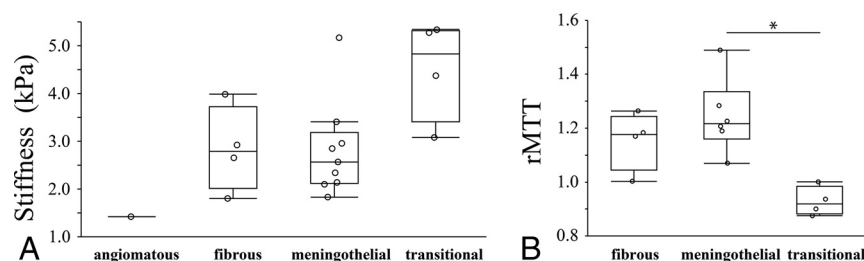 Stiffness (kPa)
5.0
4.0
3.0
2.0
1.0
angiomatous fibrous meningothelial transitional
A
rMTT
1.6
1.4
1.2
1.0
0.8
*
fibrous meningothelial transitional
B